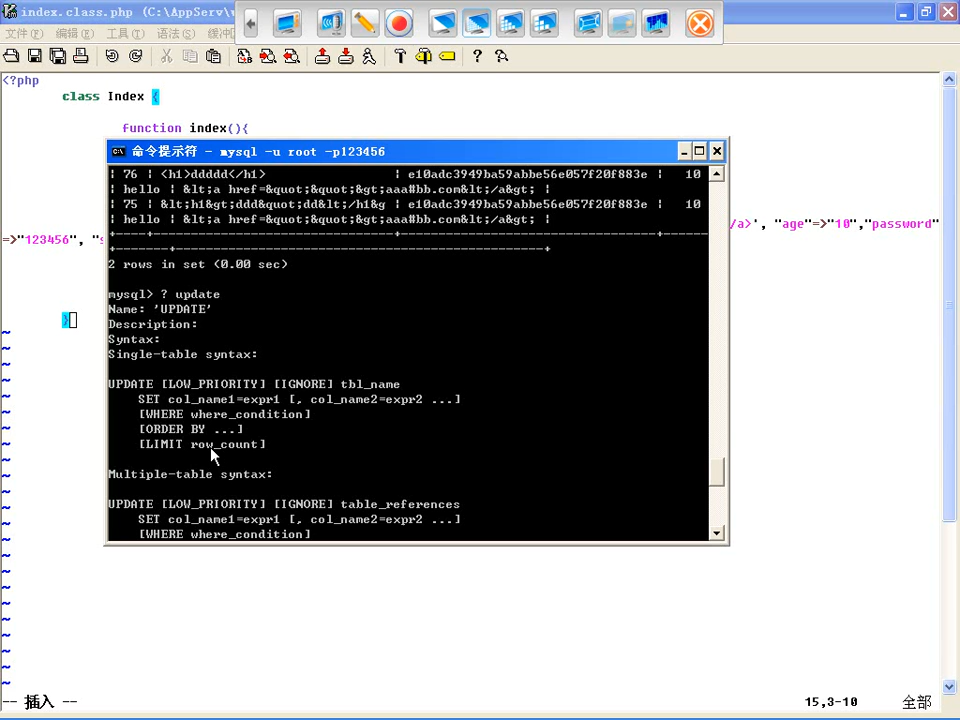 index.class.php (C:\AppServ\w
文件(F) 编辑(E) 工具(T) 语法(S) 缓冲
<?php
class Index {
function index(){
命令提示符 - mysql -u root -p123456
| 76 | <h1>ddddd</h1> | e10adc3949ba59abbe56e057f20f883e | 10
| hello | &lt;a href=&quot;&quot;&gt;aaa#bb.com&lt;/a&gt; |
| 75 | &lt;h1&gt;ddd&quot;dd&lt;/h1&g | e10adc3949ba59abbe56e057f20f883e | 10
| hello | &lt;a href=&quot;&quot;&gt;aaa#bb.com&lt;/a&gt; |
/a>', "age"=>"10","password"
=>"123456", "s
2 rows in set (0.00 sec)
mysql> ? update
Name: 'UPDATE'
Description:
Syntax:
}
Single-table syntax:
UPDATE [LOW_PRIORITY] [IGNORE] tbl_name
SET col_name1=expr1 [, col_name2=expr2 ...]
[WHERE where_condition]
[ORDER BY ...]
[LIMIT row_count]
Multiple-table syntax:
UPDATE [LOW_PRIORITY] [IGNORE] table_references
SET col_name1=expr1 [, col_name2=expr2 ...]
[WHERE where_condition]
-- 插入 -- 15,3-10 全部